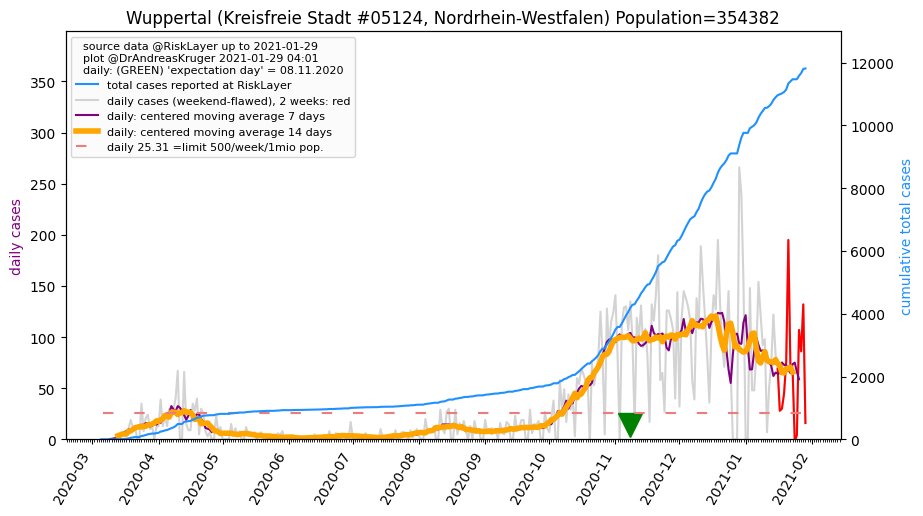 Wuppertal (Kreisfreie Stadt #05124, Nordrhein-Westfalen) Population=354382
source data @RiskLayer up to 2021-01-29
plot @DrAndreasKruger 2021-01-29 04:01
daily: (GREEN) 'expectation day' = 08.11.2020
total cases reported at RiskLayer
daily cases (weekend-flawed), 2 weeks: red
daily: centered moving average 7 days
daily: centered moving average 14 days
daily 25.31 =limit 500/week/1mio pop.
daily cases
350
300
250
200
150
100
50
0
12000
10000
8000
6000
4000
2000
0
cumulative total cases
2020-03
2020-04
2020-05
2020-06
2020-07
2020-08
2020-09
2020-10
2020-11
2020-12
2021-01
2021-02